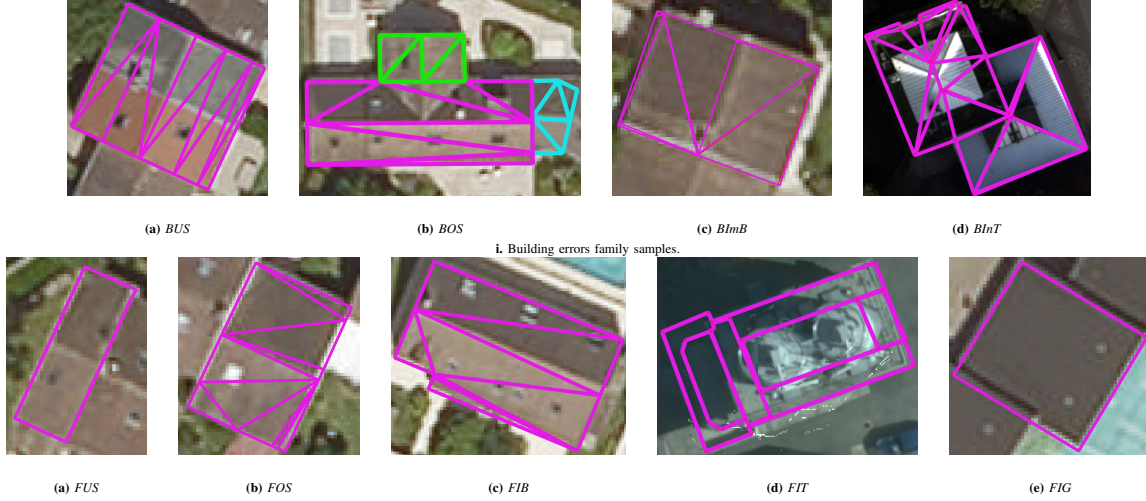 (a) BUS
(b) BOS
(c) BImB
(d) BInT
i. Building errors family samples.
(a) FUS
(b) FOS
(c) FIB
(d) FIT
(e) FIG